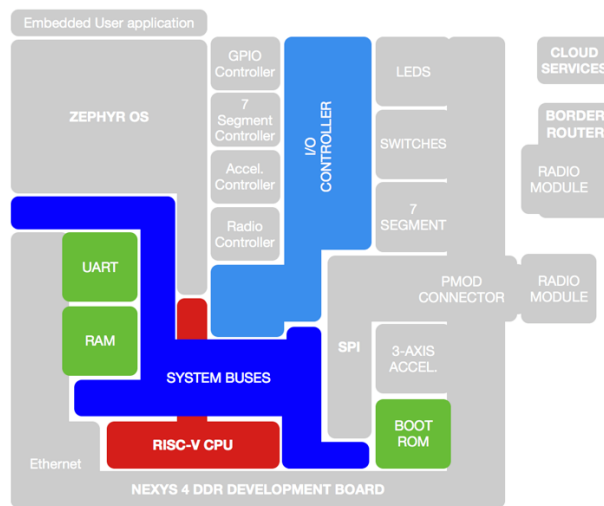 Embedded User application
ZEPHYR OS
GPIO
Controller
7
Segment
Controller
Accel.
Controller
Radio
Controller
I/O
CONTROLLER
LEDS
SWITCHES
7
SEGMENT
CLOUD
SERVICES
BORDER
ROUTER
RADIO
MODULE
UART
RAM
PMOD
CONNECTOR
RADIO
MODULE
SPI
3-AXIS
ACCEL.
SYSTEM BUSES
BOOT
ROM
RISC-V CPU
Ethernet
NEXYS 4 DDR DEVELOPMENT BOARD